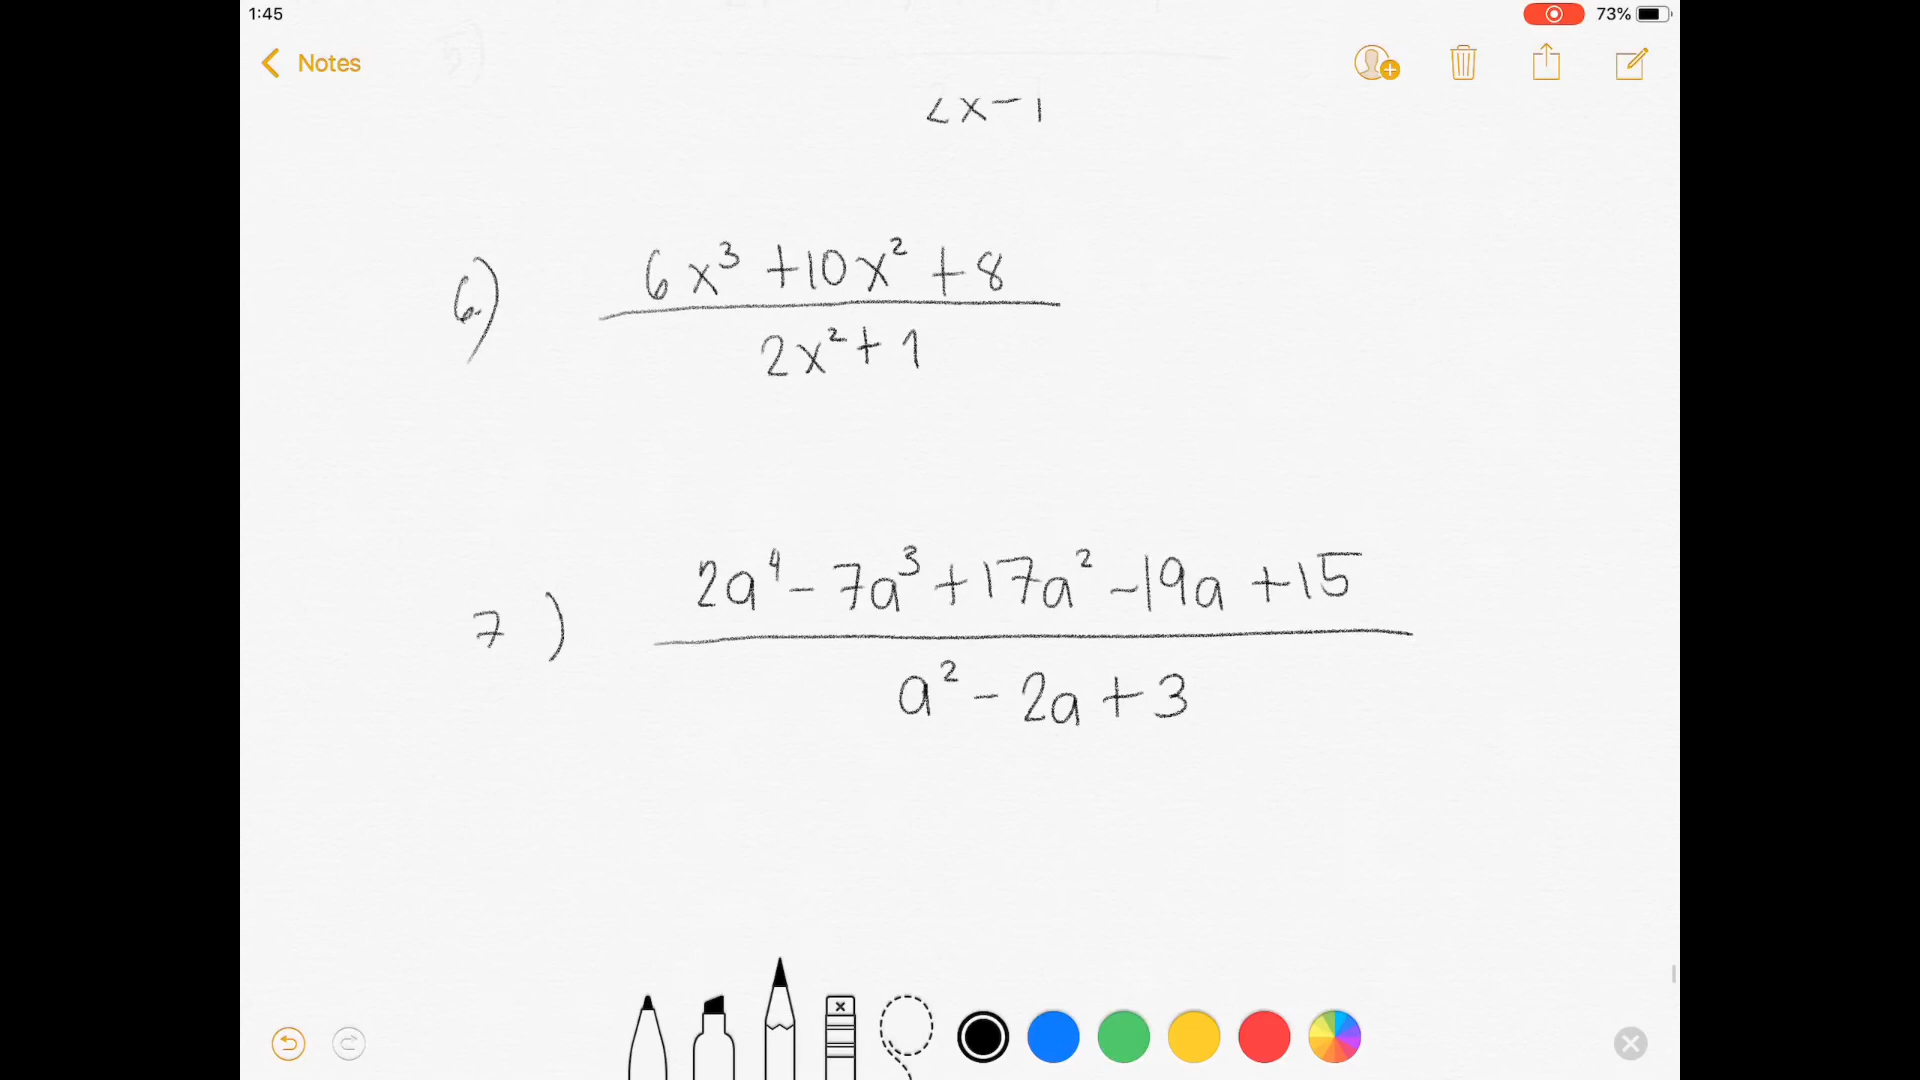 1:45
73%
Notes
2x-1
6) 6x³ +10x² +8
2x² + 1
7) 2a⁴ - 7a³ + 17a² - 19a + 15
a² - 2a + 3